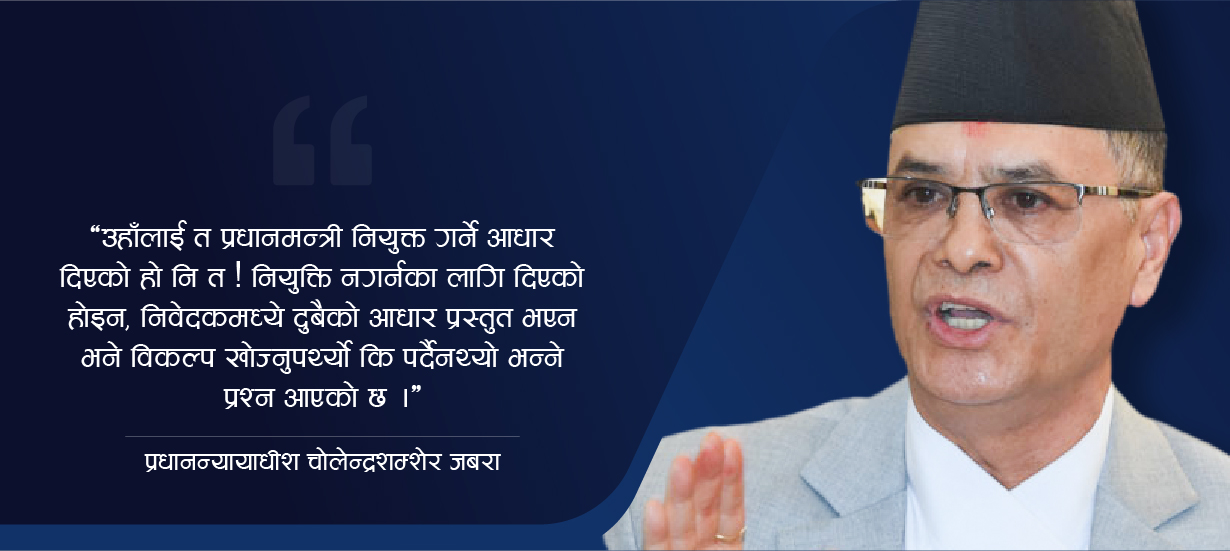 “उहाँलाई त प्रधानमन्त्री नियुक्त गर्ने आधार
दिएको हो नि त ! नियुक्ति नगर्नका लागि दिएको
होइन, निवेदकमध्ये दुबैको आधार प्रस्तुत भएन
भने विकल्प खोज्नुपर्थ्यो कि पर्दैनथ्यो भन्ने
प्रश्न आएको छ ।”
प्रधानन्यायाधीश चोलेन्द्रशम्शेर जबरा